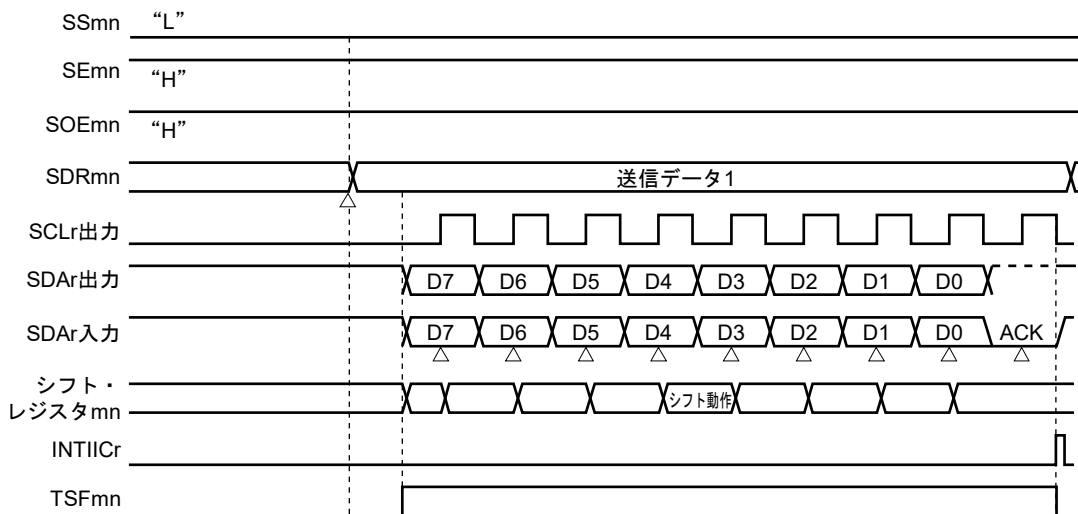 SSmn “L”
SEmn “H”
SOEmn “H”
SDRmn 送信データ1
SCLr出力
SDAr出力 D7 D6 D5 D4 D3 D2 D1 D0
SDAr入力 D7 D6 D5 D4 D3 D2 D1 D0 ACK
シフト・
レジスタmn シフト動作
INTIICr
TSFmn